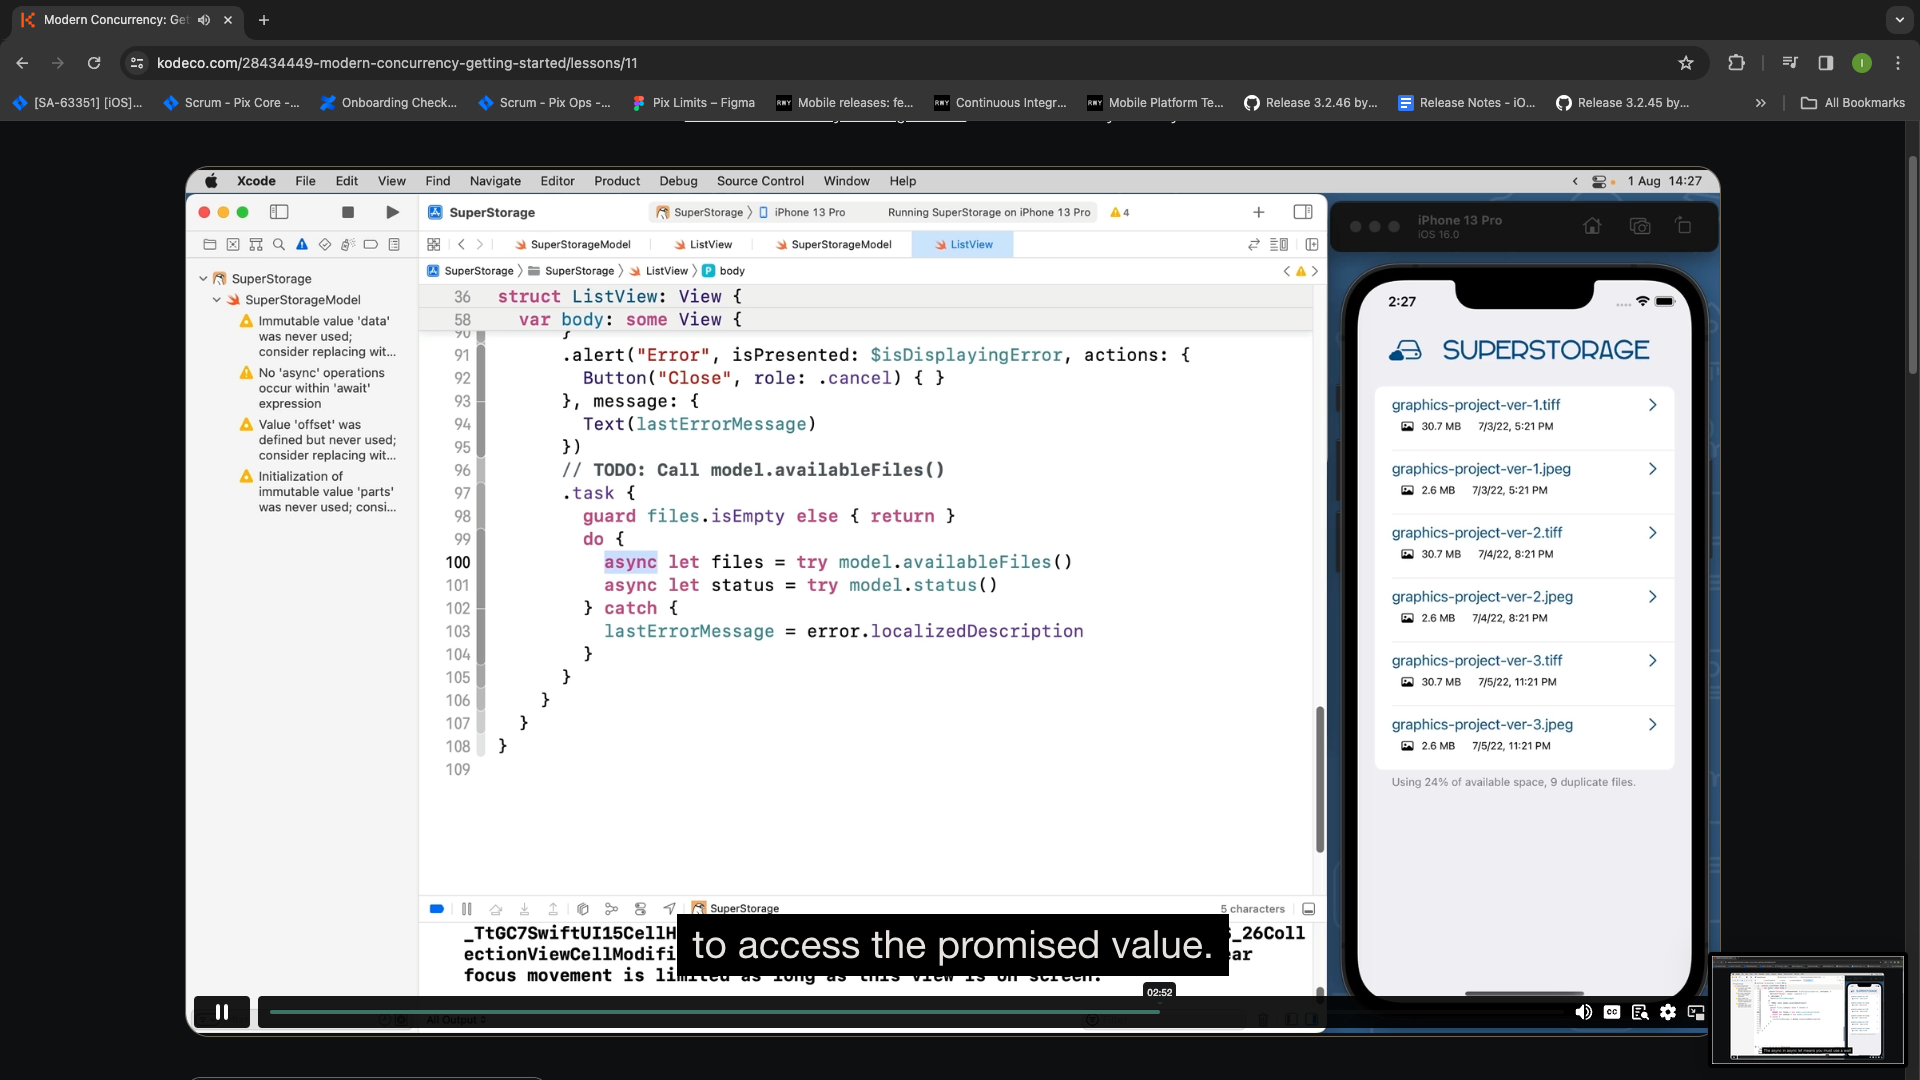 Modern Concurrency: Get
kodeco.com/28434449-modern-concurrency-getting-started/lessons/11
[SA-63351] [iOS]...
Scrum - Pix Core -...
Onboarding Check...
Scrum - Pix Ops -...
Pix Limits – Figma
Mobile releases: fe...
Continuous Integr...
Mobile Platform Te...
Release 3.2.46 by...
Release Notes - iO...
Release 3.2.45 by...
All Bookmarks
Xcode File Edit View Find Navigate Editor Product Debug Source Control Window Help
1 Aug 14:27
SuperStorage
SuperStorage
iPhone 13 Pro
Running SuperStorage on iPhone 13 Pro
4
SuperStorageModel
ListView
SuperStorageModel
ListView
SuperStorage
SuperStorage
ListView
P body
SuperStorage
SuperStorageModel
Immutable value 'data'
was never used;
consider replacing wit...
No 'async' operations
occur within 'await'
expression
Value 'offset' was
defined but never used;
consider replacing wit...
Initialization of
immutable value 'parts'
was never used; consi...
36 struct ListView: View {
58 var body: some View {
90 }
91 .alert("Error", isPresented: $isDisplayingError, actions: {
92 Button("Close", role: .cancel) { }
93 }, message: {
94 Text(lastErrorMessage)
95 })
96 // TODO: Call model.availableFiles()
97 .task {
98 guard files.isEmpty else { return }
99 do {
100 async let files = try model.availableFiles()
101 async let status = try model.status()
102 } catch {
103 lastErrorMessage = error.localizedDescription
104 }
105 }
106 }
107 }
108 }
109
SuperStorage
5 characters
_TtGC7SwiftUI15CellH
_26Coll
ectionViewCellModifi
ear
focus movement is limited as long as this view is on screen.
to access the promised value.
02:52
All Output
CC
iPhone 13 Pro
iOS 16.0
2:27
SUPERSTORAGE
graphics-project-ver-1.tiff
30.7 MB 7/3/22, 5:21 PM
graphics-project-ver-1.jpeg
2.6 MB 7/3/22, 5:21 PM
graphics-project-ver-2.tiff
30.7 MB 7/4/22, 8:21 PM
graphics-project-ver-2.jpeg
2.6 MB 7/4/22, 8:21 PM
graphics-project-ver-3.tiff
30.7 MB 7/5/22, 11:21 PM
graphics-project-ver-3.jpeg
2.6 MB 7/5/22, 11:21 PM
Using 24% of available space, 9 duplicate files.